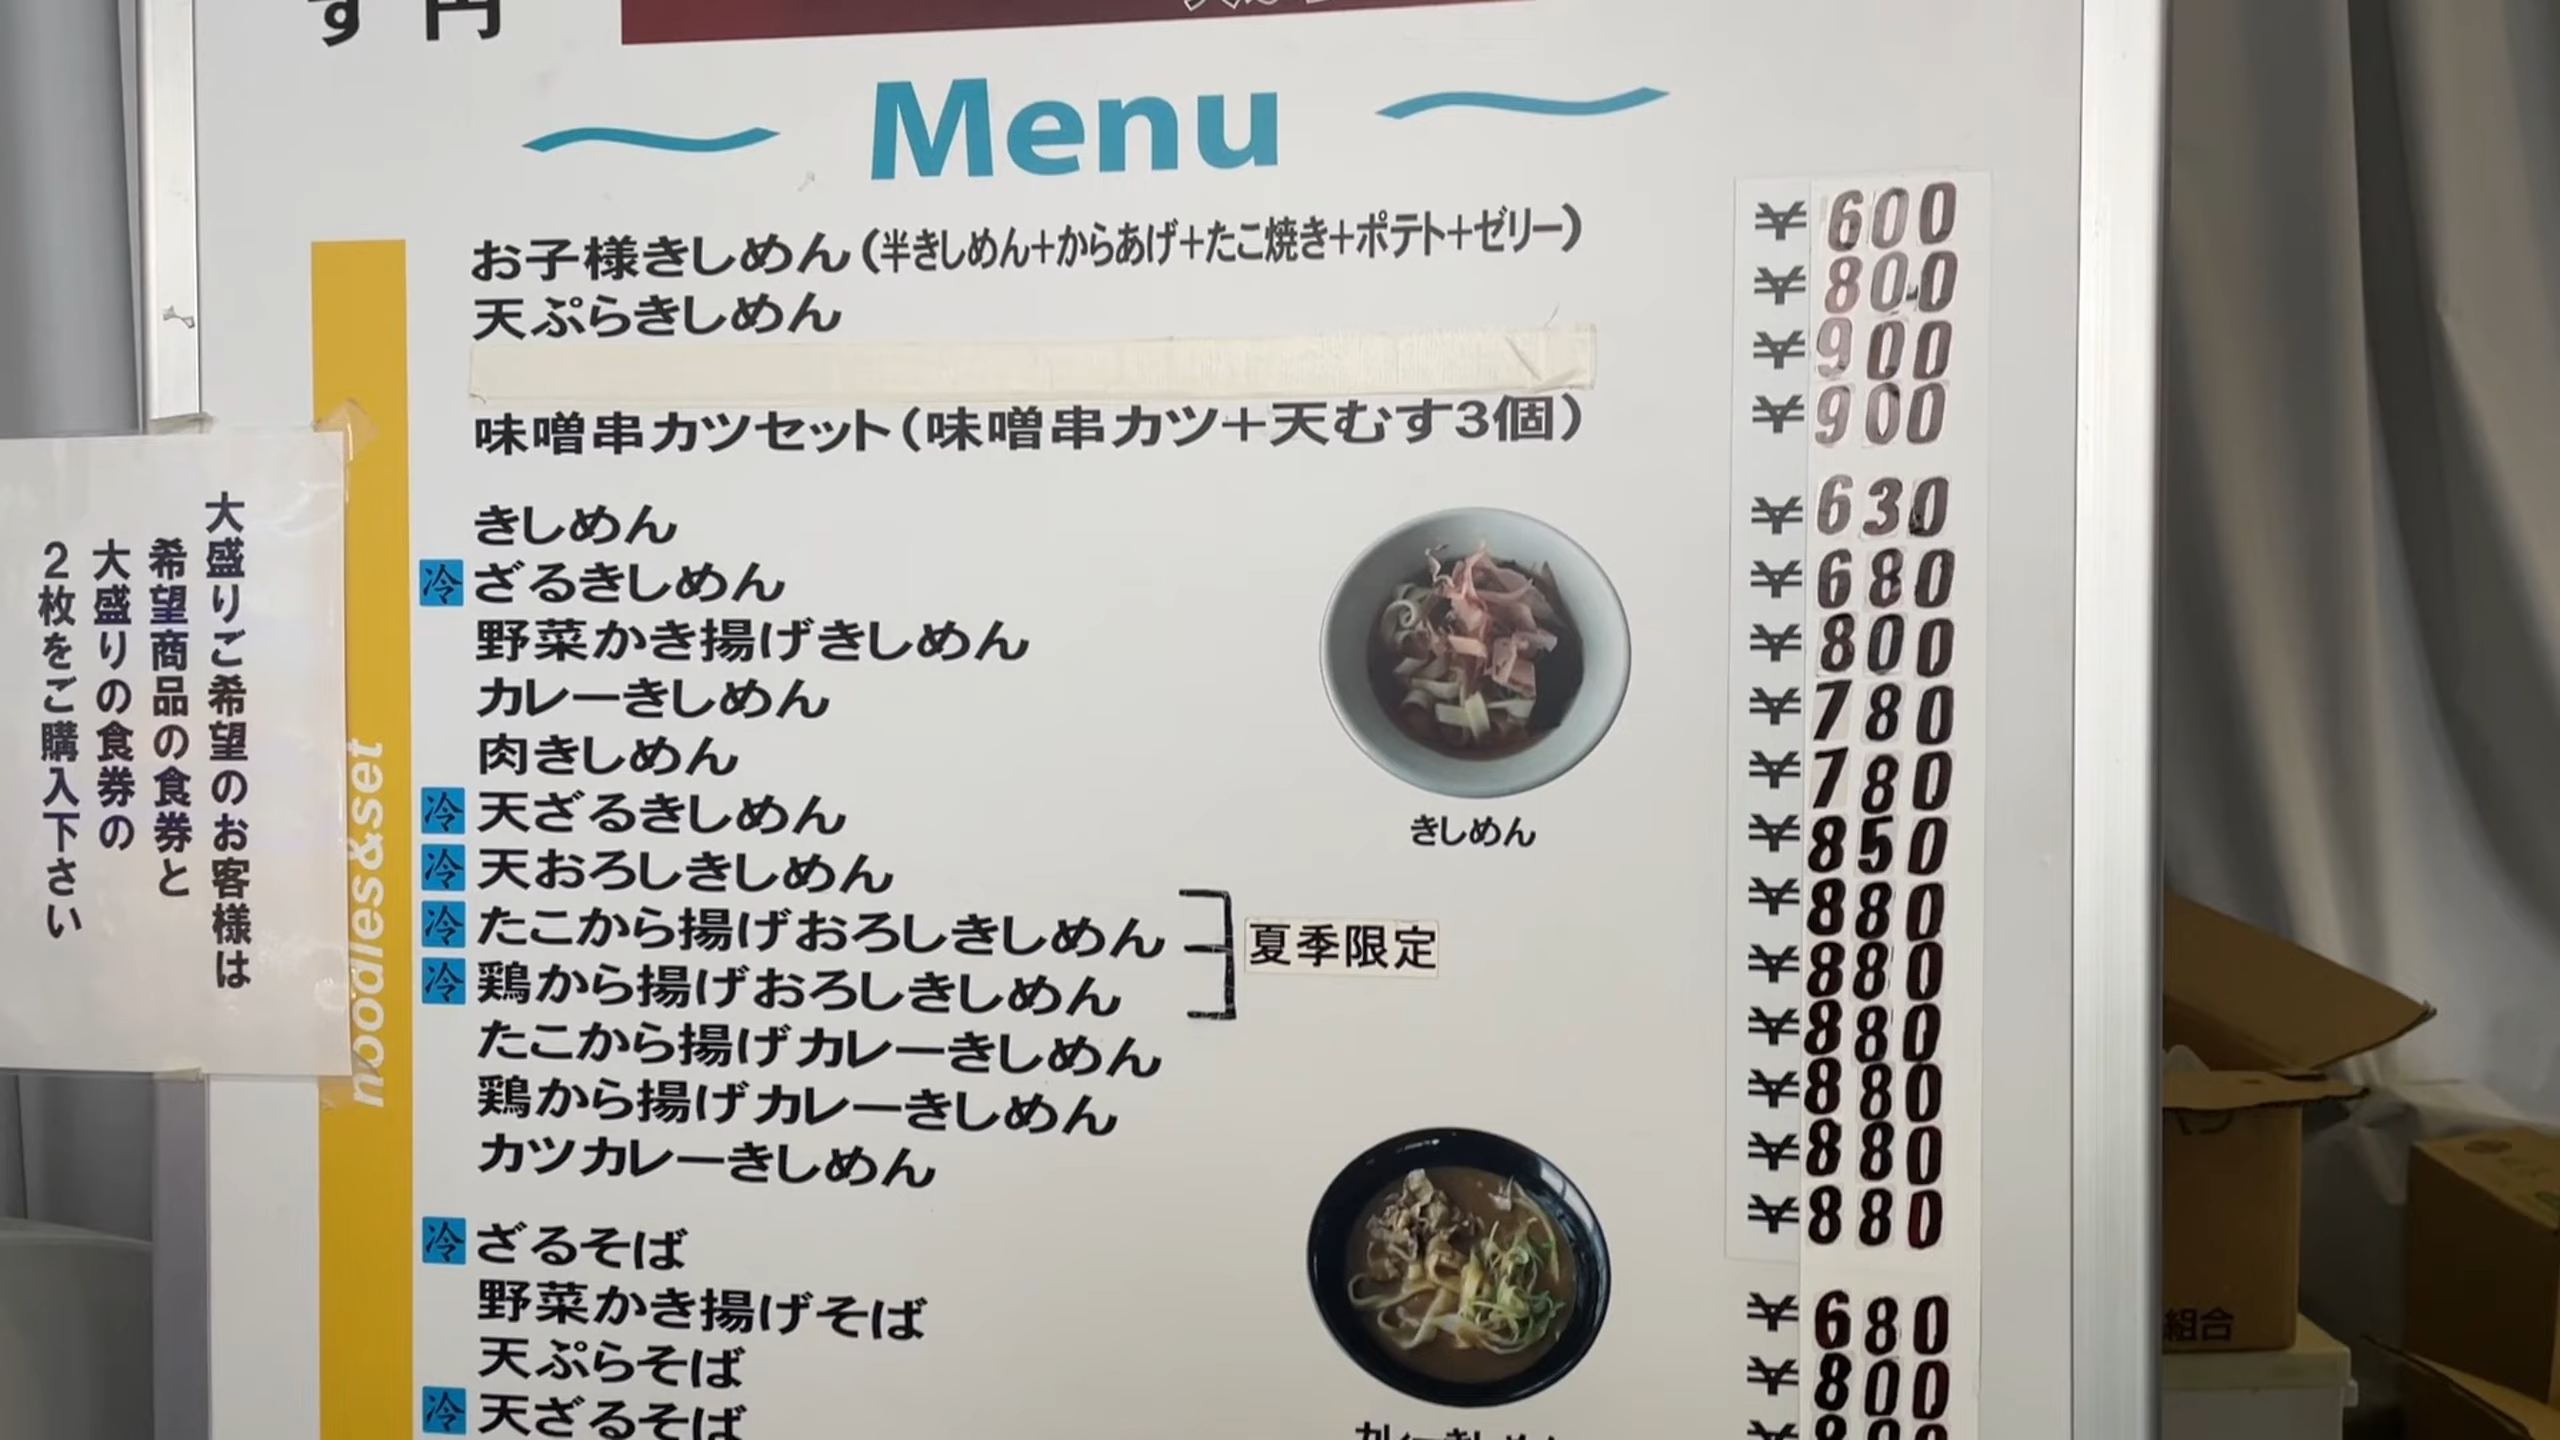 す円
Menu
お子様きしめん(半きしめん+からあげ+たこ焼き+ポテト+ゼリー) ¥600
天ぷらきしめん ¥800
¥900
味噌串カツセット(味噌串カツ+天むす3個) ¥900
きしめん ¥630
冷 ざるきしめん ¥680
野菜かき揚げきしめん ¥800
カレーきしめん ¥780
肉きしめん ¥780
冷 天ざるきしめん ¥850
冷 天おろしきしめん ¥880
冷 たこから揚げおろしきしめん ¥880
冷 鶏から揚げおろしきしめん ¥880
夏季限定
たこから揚げカレーきしめん ¥880
鶏から揚げカレーきしめん ¥880
カツカレーきしめん ¥880
冷 ざるそば ¥680
野菜かき揚げそば ¥800
天ぷらそば
冷 天ざるそば
きしめん
noodles&set
大盛りご希望のお客様は
希望商品の食券と
大盛りの食券の
2枚をご購入下さい
組合